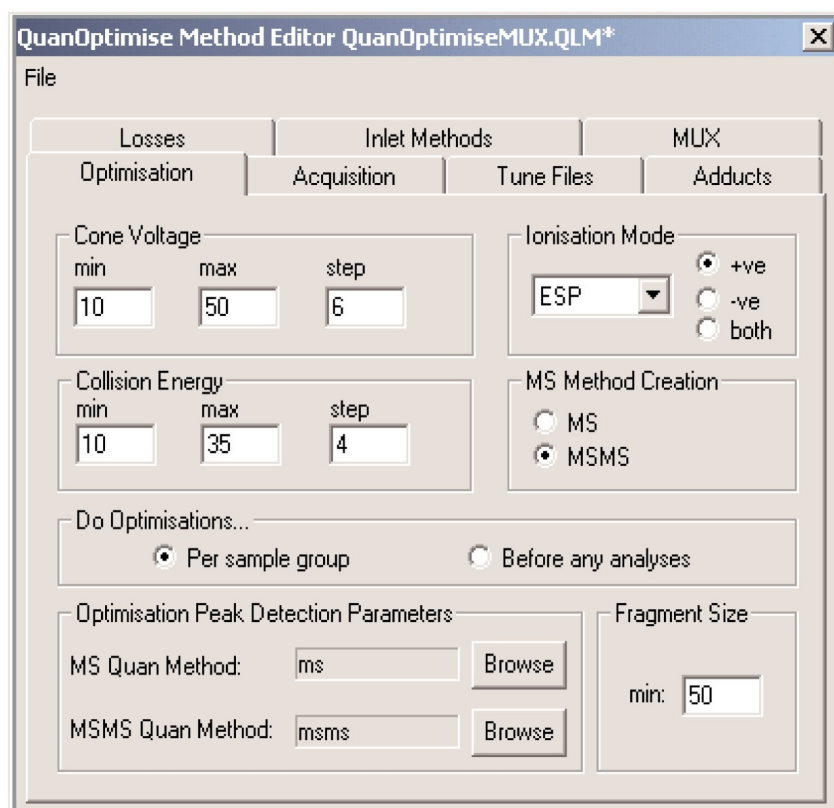 QuanOptimise Method Editor QuanOptimiseMUX.QLM*
File
Losses Inlet Methods MUX
Optimisation Acquisition Tune Files Adducts
Cone Voltage
min max step
10 50 6
Ionisation Mode
ESP
+ve
-ve
both
Collision Energy
min max step
10 35 4
MS Method Creation
MS
MSMS
Do Optimisations...
Per sample group Before any analyses
Optimisation Peak Detection Parameters
MS Quan Method: ms Browse
MSMS Quan Method: msms Browse
Fragment Size
min: 50